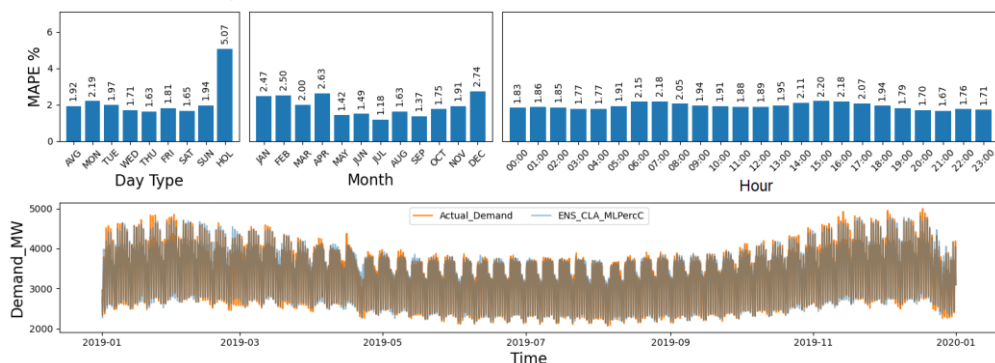 MAPE %
6
4
2
0
1.92
2.19
1.97
1.71
1.63
1.81
1.65
1.94
5.07
AVG
MON
TUE
WED
THU
FRI
SAT
SUN
HOL
Day Type
2.47
2.50
2.00
2.63
1.42
1.49
1.18
1.63
1.37
1.75
1.91
2.74
JAN
FEB
MAR
APR
MAY
JUN
JUL
AUG
SEP
OCT
NOV
DEC
Month
1.83
1.86
1.85
1.77
1.77
1.91
2.15
2.18
2.05
1.94
1.91
1.88
1.89
1.95
2.11
2.20
2.18
2.07
1.94
1.79
1.70
1.67
1.76
1.71
00:00
01:00
02:00
03:00
04:00
05:00
06:00
07:00
08:00
09:00
10:00
11:00
12:00
13:00
14:00
15:00
16:00
17:00
18:00
19:00
20:00
21:00
22:00
23:00
Hour
Demand_MW
5000
4000
3000
2000
Actual_Demand
ENS_CLA_MLPercC
2019-01
2019-03
2019-05
2019-07
2019-09
2019-11
2020-01
Time